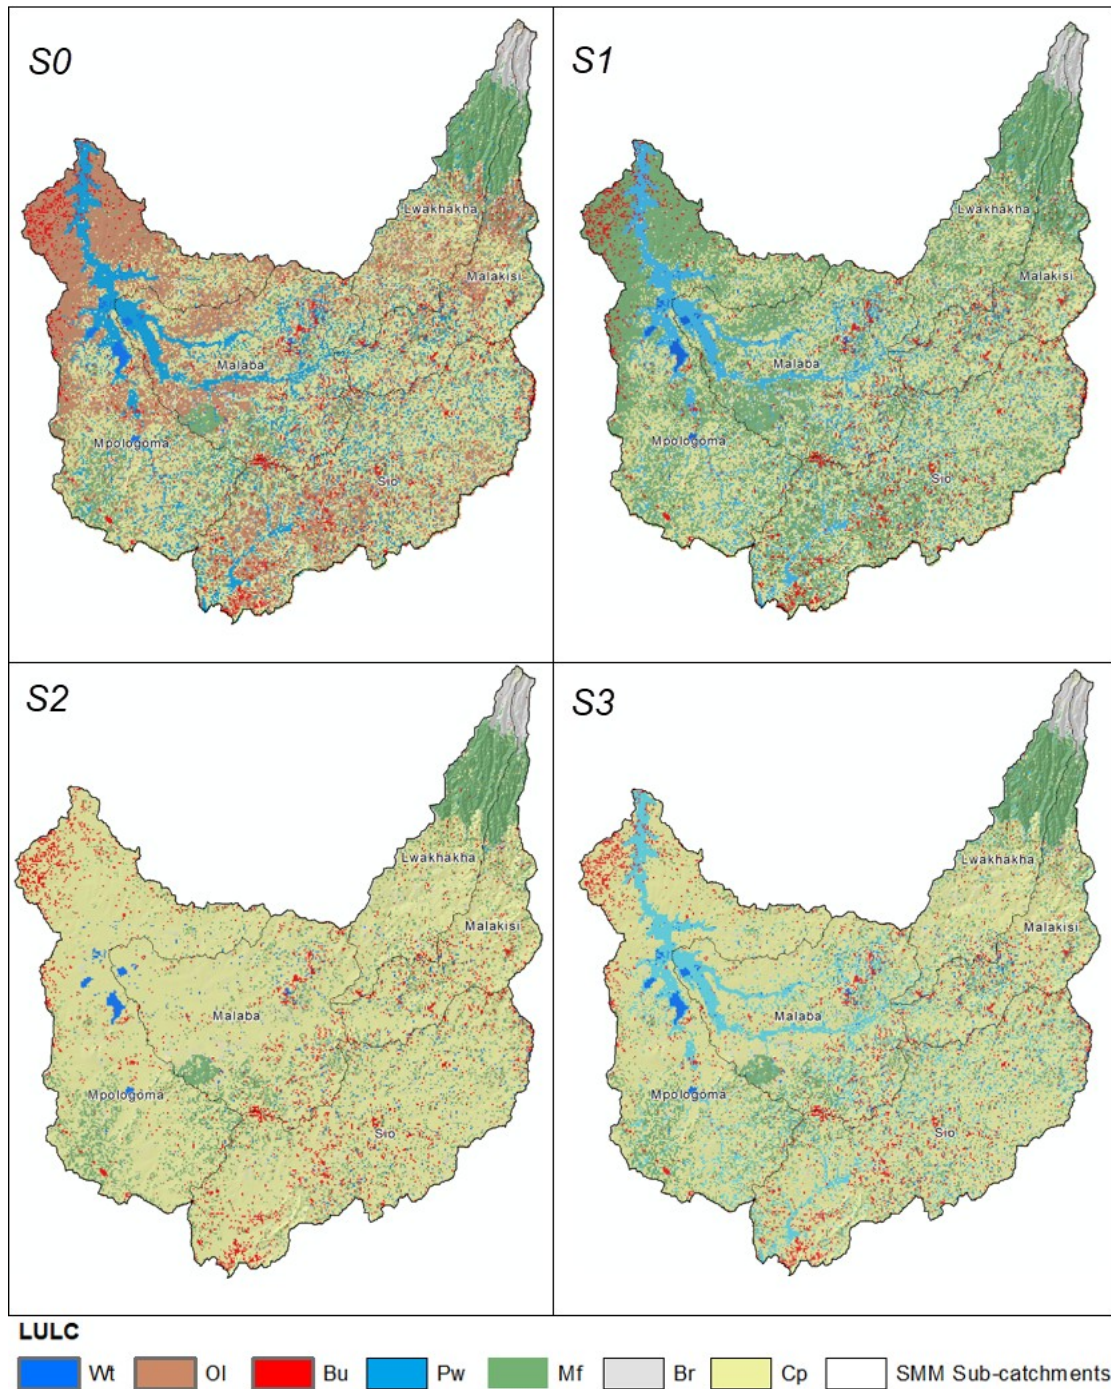 S0
S1
Lwakhakha
Lwakhakha
Malakisi
Malakisi
Malaba
Malaba
Mpologoma
Mpologoma
Sio
Sio
S2
S3
Lwakhakha
Lwakhakha
Malakisi
Malakisi
Malaba
Malaba
Mpologoma
Mpologoma
Sio
Sio
LULC
Wt Ol Bu Pw Mf Br Cp SMM Sub-catchments